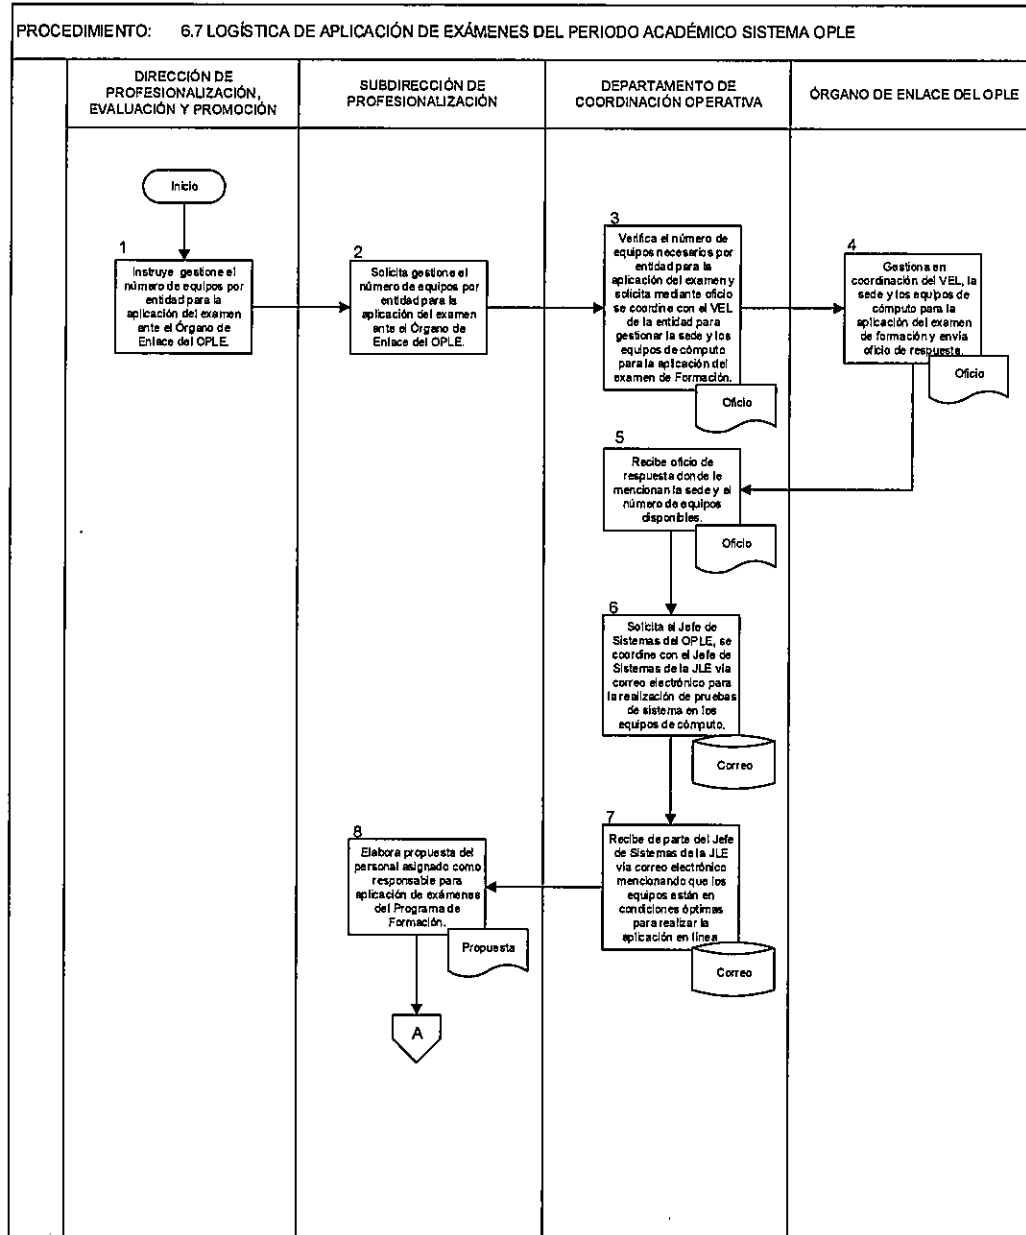 PROCEDIMIENTO: 6.7 LOGÍSTICA DE APLICACIÓN DE EXÁMENES DEL PERIODO ACADÉMICO SISTEMA OPLE
DIRECCIÓN DE
PROFESIONALIZACIÓN,
EVALUACIÓN Y PROMOCIÓN
SUBDIRECCIÓN DE
PROFESIONALIZACIÓN
DEPARTAMENTO DE
COORDINACIÓN OPERATIVA
ÓRGANO DE ENLACE DEL OPLE
Inicio
1
Instruye gestione el
número de equipos por
entidad para la
aplicación del examen
ante el Órgano de
Enlace del OPLE.
2
Solicita gestione el
número de equipos por
entidad para la
aplicación del examen
ante el Órgano de
Enlace del OPLE.
3
Verifica el número de
equipos necesarios por
entidad para la
aplicación del examen y
solicita mediante oficio
se coordine con el VEL
de la entidad para
gestionar la sede y los
equipos de cómputo
para la aplicación del
examen de Formación.
Oficio
4
Gestiona en
coordinación del VEL, la
sede y los equipos de
cómputo para la
aplicación del examen
de formación y envía
oficio de respuesta.
Oficio
5
Recibe oficio de
respuesta donde le
mencionan la sede y el
número de equipos
disponibles.
Oficio
6
Solicita al Jefe de
Sistemas del OPLE, se
coordine con el Jefe de
Sistemas de la JLE vía
correo electrónico para
la realización de pruebas
de sistema en los
equipos de cómputo.
Correo
7
Recibe de parte del Jefe
de Sistemas de la JLE
vía correo electrónico
mencionando que los
equipos están en
condiciones óptimas
para realizar la
aplicación en línea
Correo
8
Elabora propuesta del
personal asignado como
responsable para
aplicación de exámenes
del Programa de
Formación.
Propuesta
A